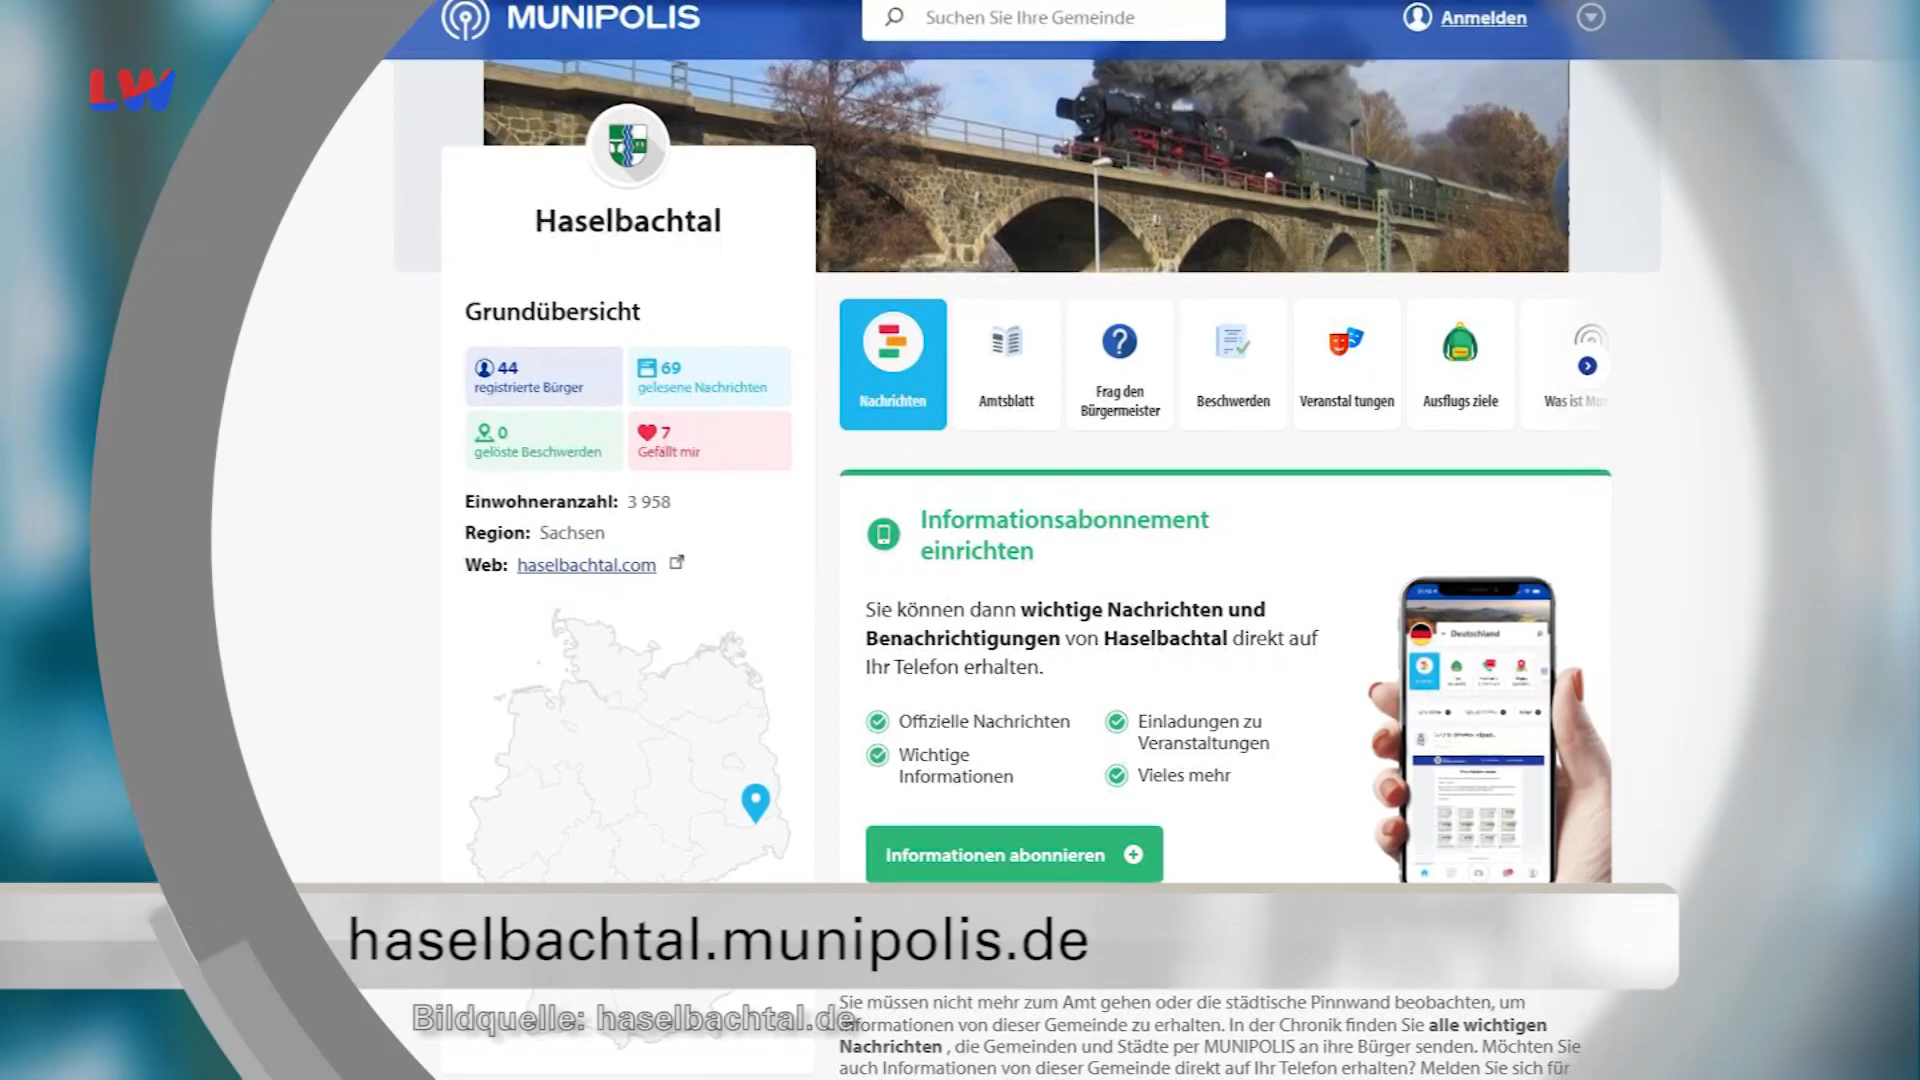 MUNIPOLIS
Suchen Sie Ihre Gemeinde
Anmelden
LW
Haselbachtal
Grundübersicht
44
registrierte Bürger
69
gelesene Nachrichten
0
gelöste Beschwerden
7
Gefällt mir
Einwohneranzahl: 3 958
Region: Sachsen
Web: haselbachtal.com
Nachrichten
Amtsblatt
Frag den
Bürgermeister
Beschwerden
Veranstal tungen
Ausflugs ziele
Was ist Mun
Informationsabonnement
einrichten
Sie können dann wichtige Nachrichten und
Benachrichtigungen von Haselbachtal direkt auf
Ihr Telefon erhalten.
Offizielle Nachrichten
Wichtige
Informationen
Einladungen zu
Veranstaltungen
Vieles mehr
Deutschland
Informationen abonnieren
haselbachtal.munipolis.de
Bildquelle: haselbachtal.de
Sie müssen nicht mehr zum Amt gehen oder die städtische Pinnwand beobachten, um
Informationen von dieser Gemeinde zu erhalten. In der Chronik finden Sie alle wichtigen
Nachrichten , die Gemeinden und Städte per MUNIPOLIS an ihre Bürger senden. Möchten Sie
auch Informationen von dieser Gemeinde direkt auf Ihr Telefon erhalten? Melden Sie sich für